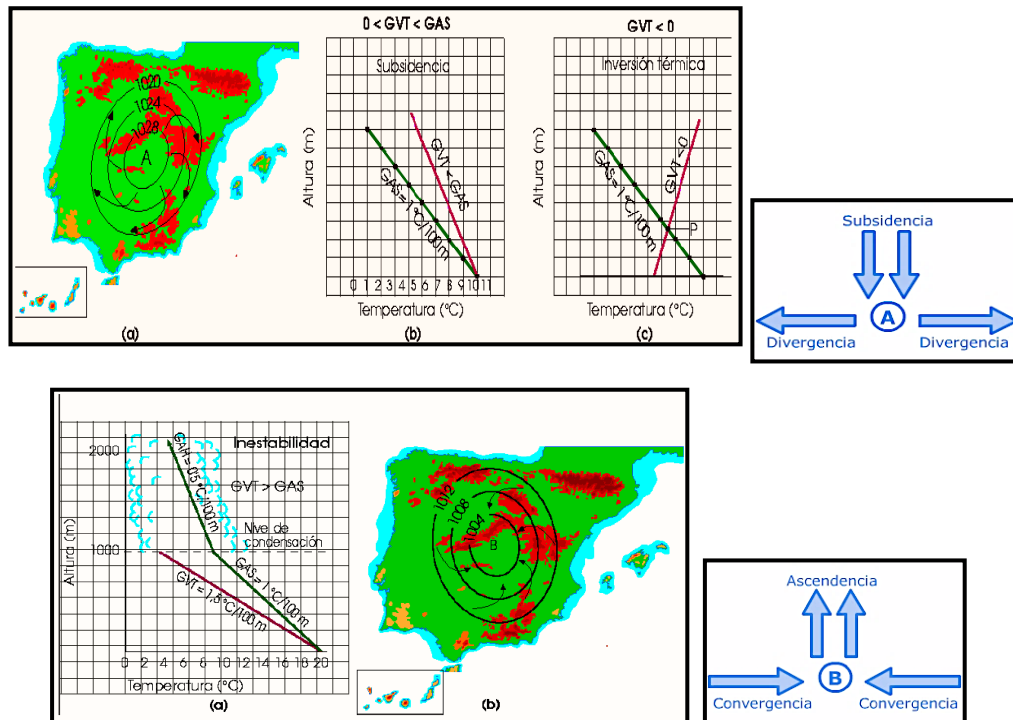 0 < GVT < GAS
GVT < 0
1020
1024
1028
A
(a)
Subsidencia
Altura (m)
GVT < GAS
GAS = 1 °C/100 m
0 1 2 3 4 5 6 7 8 9 10 11
Temperatura (°C)
(b)
Inversión térmica
Altura (m)
GVT < 0
GAS = 1 °C/100 m
P
Temperatura (°C)
(c)
Subsidencia
A
Divergencia
Divergencia
Inestabilidad
2000
GVT > GAS
GAH = 0'5 °C/100 m
Nive de
condensación
1000
Altura (m)
GAS = 1 °C/100 m
GVT = 1,5 °C/100 m
0 2 4 6 8 10 12 14 16 18 20
Temperatura (°C)
(a)
1012
1008
1004
B
(b)
Ascendencia
B
Convergencia
Convergencia